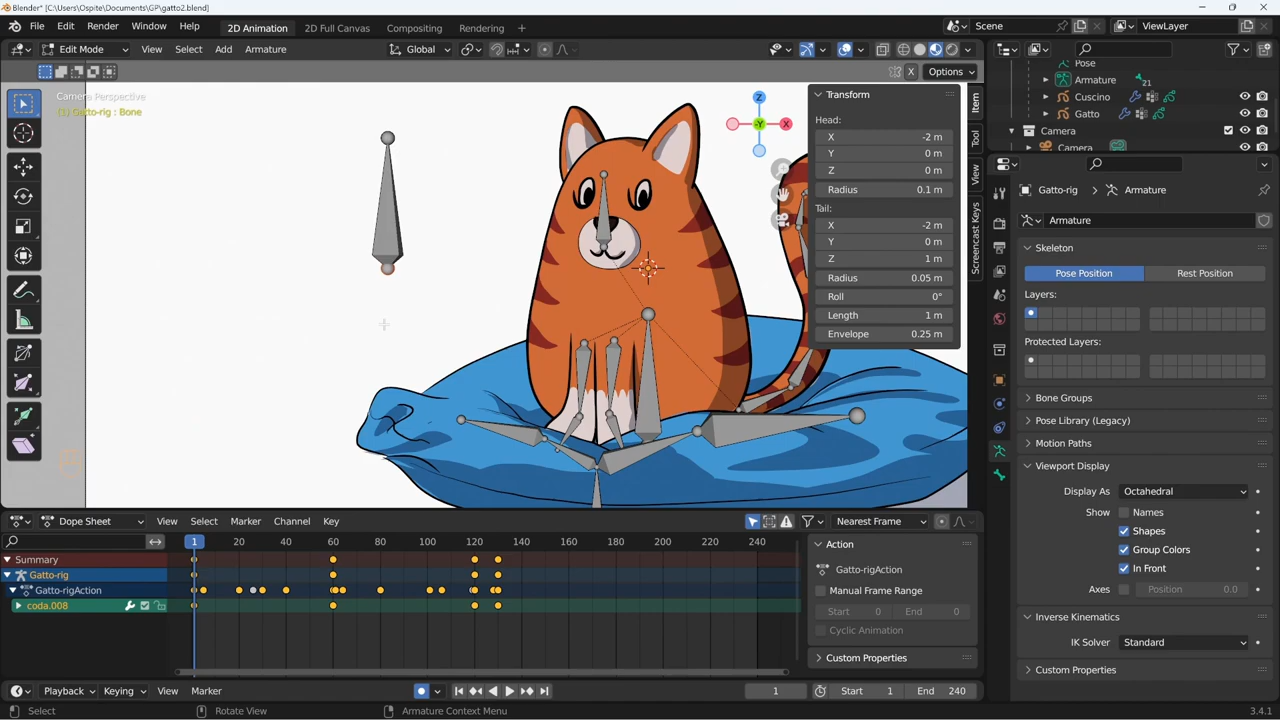 Blender* [C:\Users\Ospite\Documents\GP\gatto2.blend]
File Edit Render Window Help 2D Animation 2D Full Canvas Compositing Rendering + Scene ViewLayer
Edit Mode View Select Add Armature Global
X Options
Camera Perspective
(1) Gatto-rig : Bone
Z
X
-Y
Transform
Head:
X -2 m
Y 0 m
Z 0 m
Radius 0.1 m
Tail:
X -2 m
Y 0 m
Z 1 m
Radius 0.05 m
Roll 0°
Length 1 m
Envelope 0.25 m
Item
Tool
View
Screencast Keys
Pose
Armature 21
Cuscino
Gatto
Camera
Camera
Gatto-rig > Armature
Armature
Skeleton
Pose Position Rest Position
Layers:
Protected Layers:
Bone Groups
Pose Library (Legacy)
Motion Paths
Viewport Display
Display As Octahedral
Show Names
Shapes
Group Colors
In Front
Axes Position 0.0
Inverse Kinematics
IK Solver Standard
Custom Properties
Dope Sheet View Select Marker Channel Key Nearest Frame
1 20 40 60 80 100 120 140 160 180 200 220 240
Summary
Gatto-rig
Gatto-rigAction
coda.008
Action
Gatto-rigAction
Manual Frame Range
Start 0 End 0
Cyclic Animation
Custom Properties
Playback Keying View Marker 1 Start 1 End 240
Select Rotate View Armature Context Menu 3.4.1